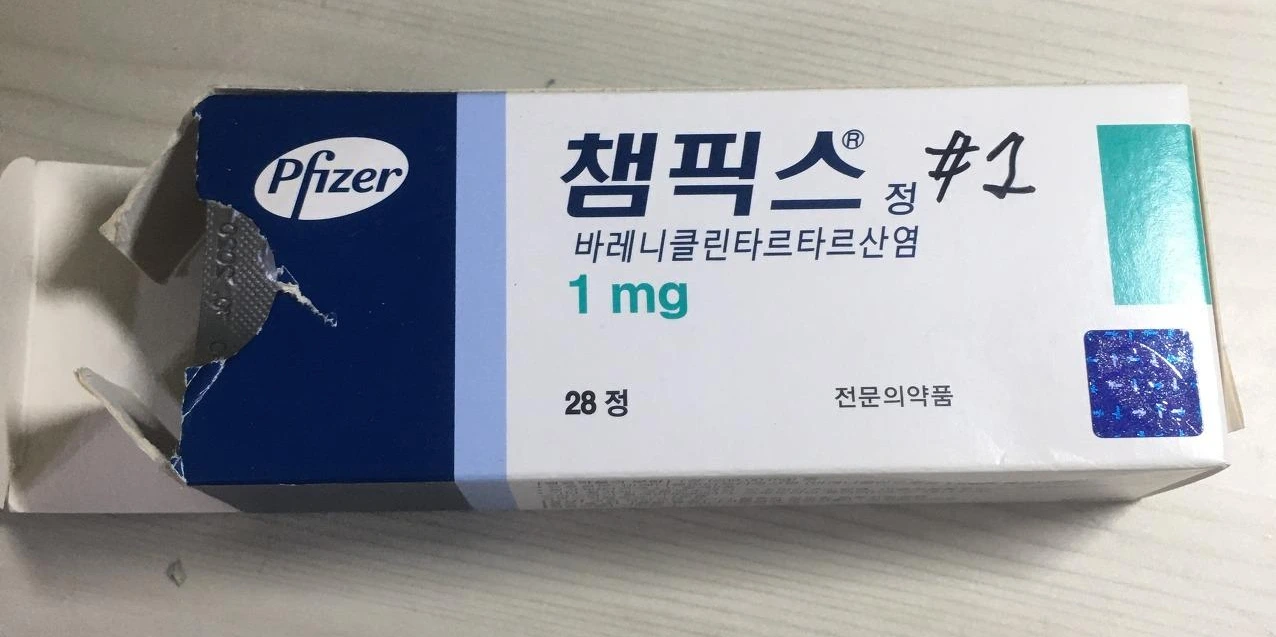 Pfizer
챔픽스® 정 #1
바레니클린타르타르산염
1 mg
28 정
전문의약품